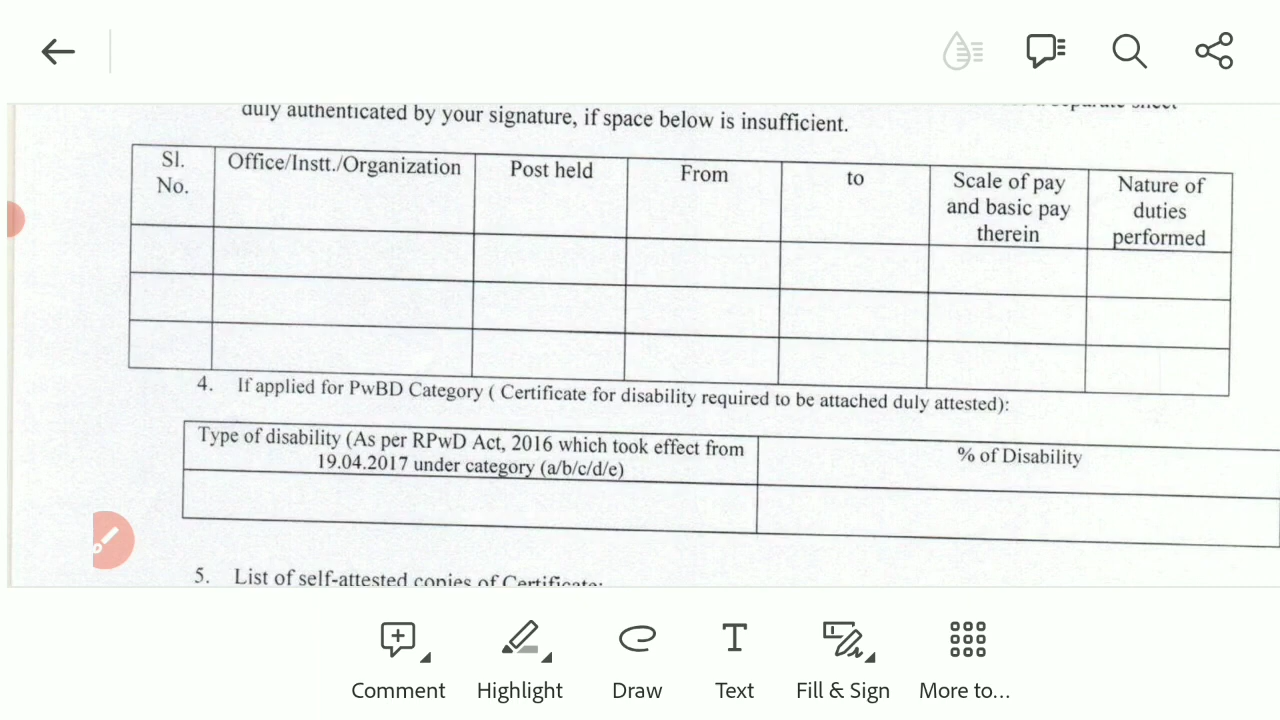 duly authenticated by your signature, if space below is insufficient.
Sl. No.
Office/Instt./Organization
Post held
From
to
Scale of pay and basic pay therein
Nature of duties performed
4. If applied for PwBD Category ( Certificate for disability required to be attached duly attested):
Type of disability (As per RPwD Act, 2016 which took effect from
19.04.2017 under category (a/b/c/d/e)
% of Disability
5. List of self-attested copies of Certificate:
Comment
Highlight
Draw
Text
Fill & Sign
More to...